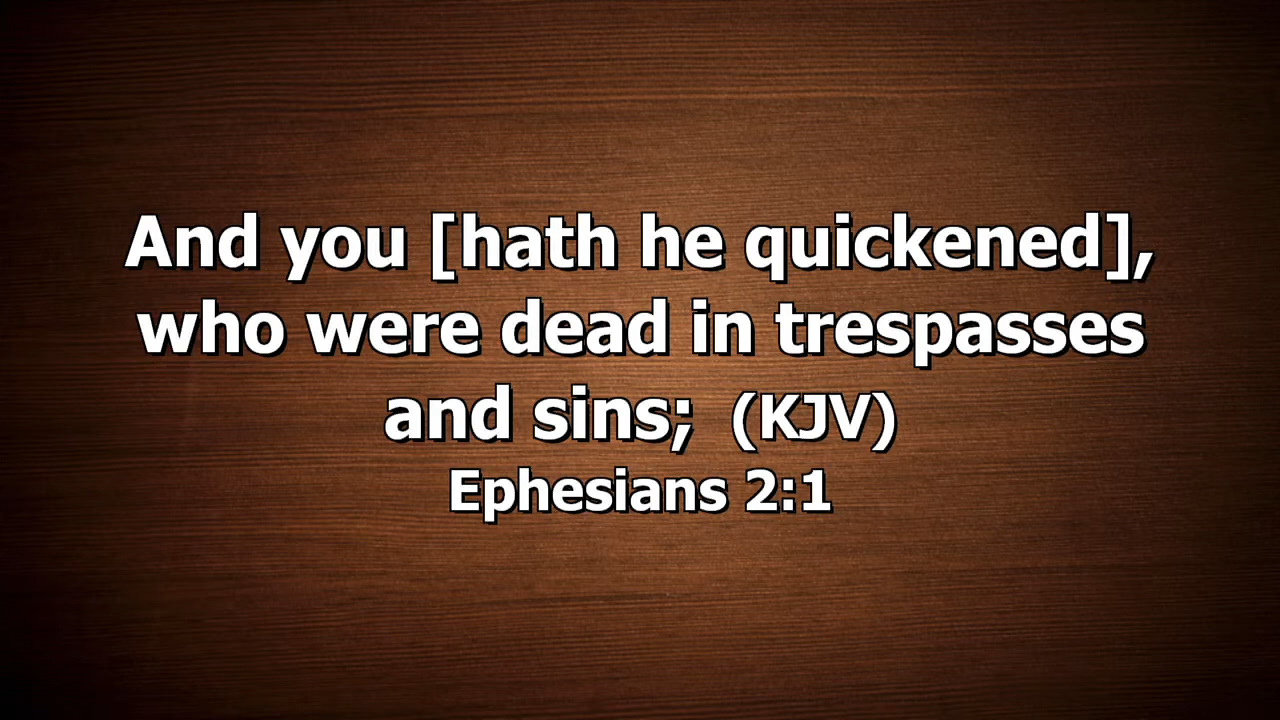 And you [hath he quickened],
who were dead in trespasses
and sins; (KJV)
Ephesians 2:1